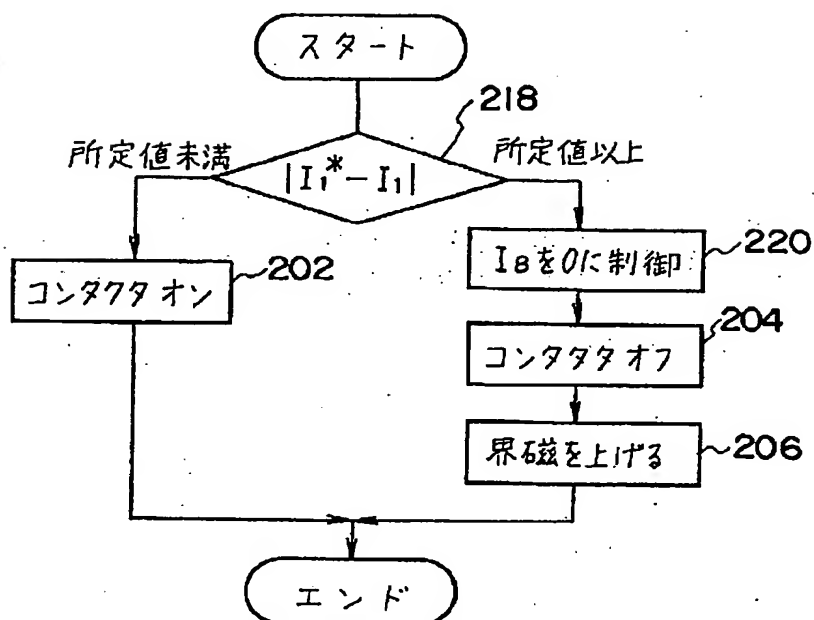 スタート
218
所定値未満
|I₁* − I₁|
所定値以上
コンタクタオン
202
IBを0に制御
220
コンタクタオフ
204
界磁を上げる
206
エンド